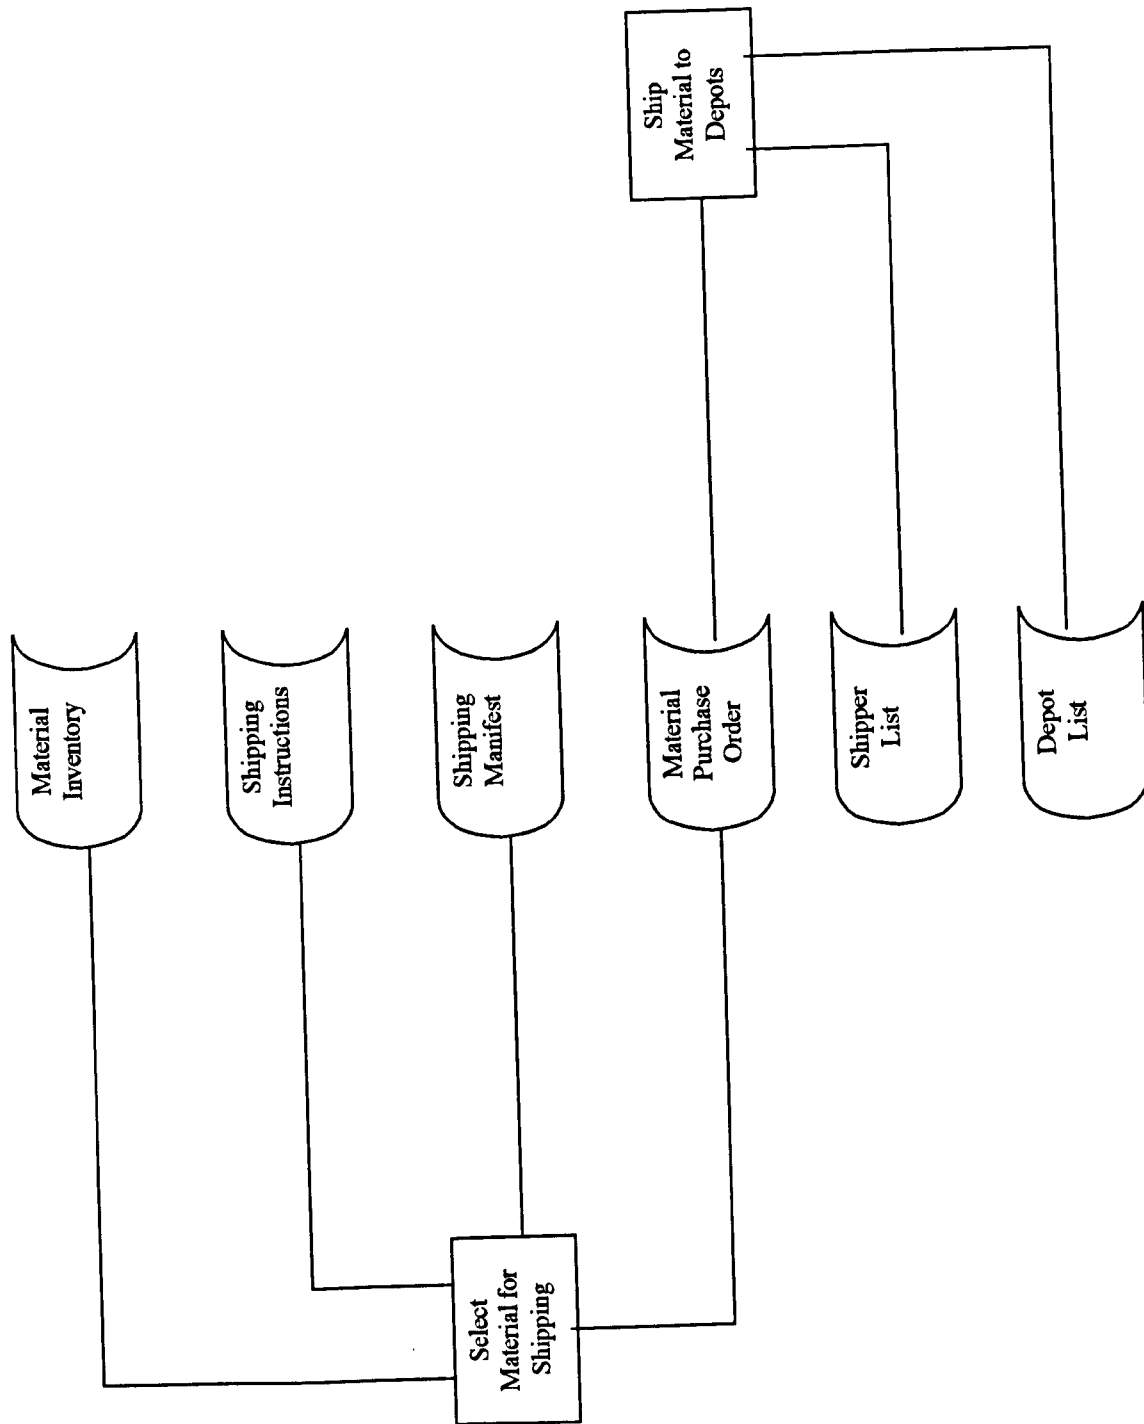 Ship
Material to
Depots
Material
Inventory
Shipping
Instructions
Shipping
Manifest
Material
Purchase
Order
Shipper
List
Depot
List
Select
Material for
Shipping